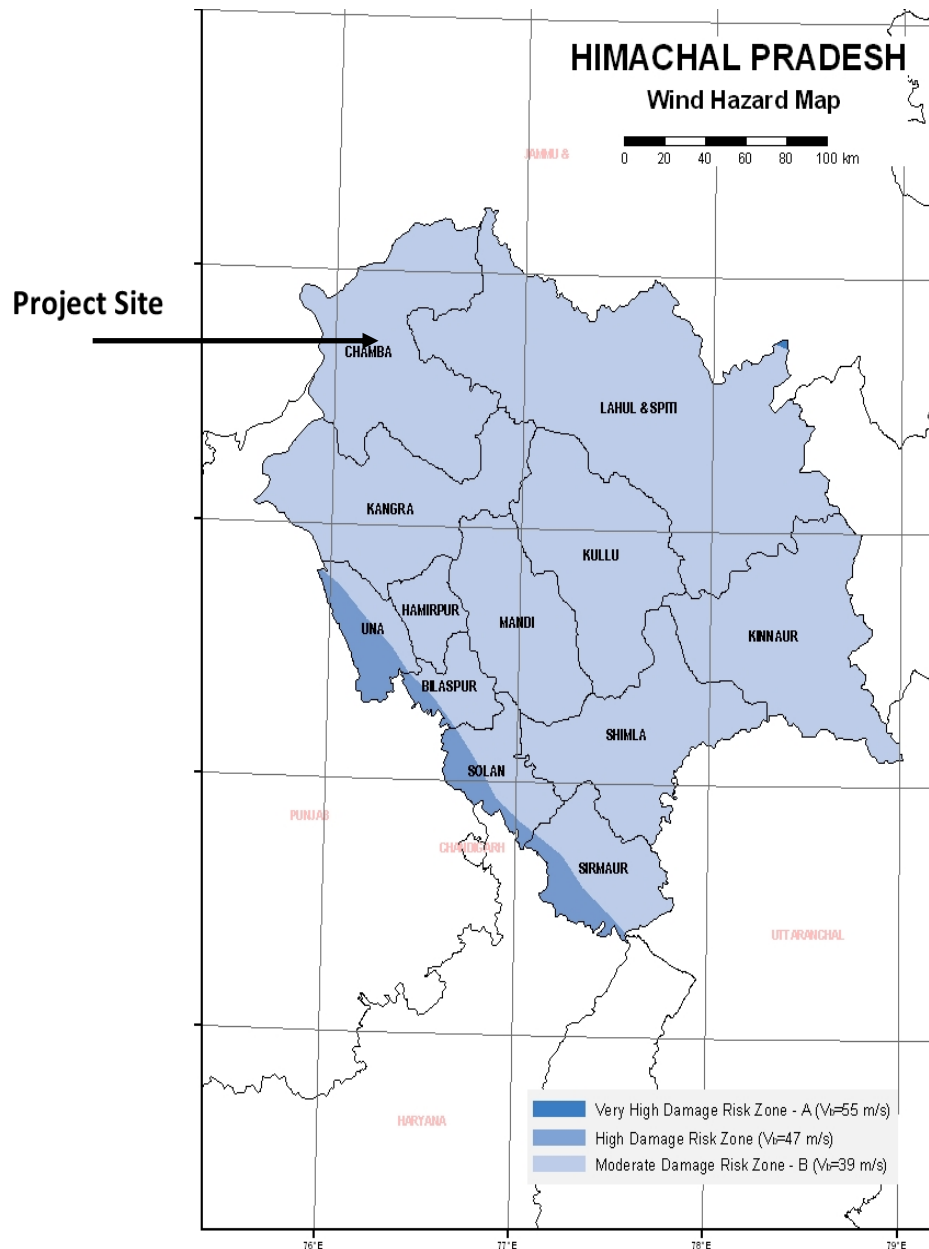 HIMACHAL PRADESH
Wind Hazard Map
0 20 40 60 80 100 km
JAMMU &
Project Site
CHAMBA
LAHUL & SPITI
KANGRA
KULLU
HAMIRPUR
MANDI
UNA
KINNAUR
BILASPUR
SHIMLA
SOLAN
PUNJAB
CHANDIGARH
SIRMAUR
UTTARANCHAL
Very High Damage Risk Zone - A (Vb=55 m/s)
High Damage Risk Zone (Vb=47 m/s)
HARYANA
Moderate Damage Risk Zone - B (Vb=39 m/s)
76°E 77°E 78°E 79°E